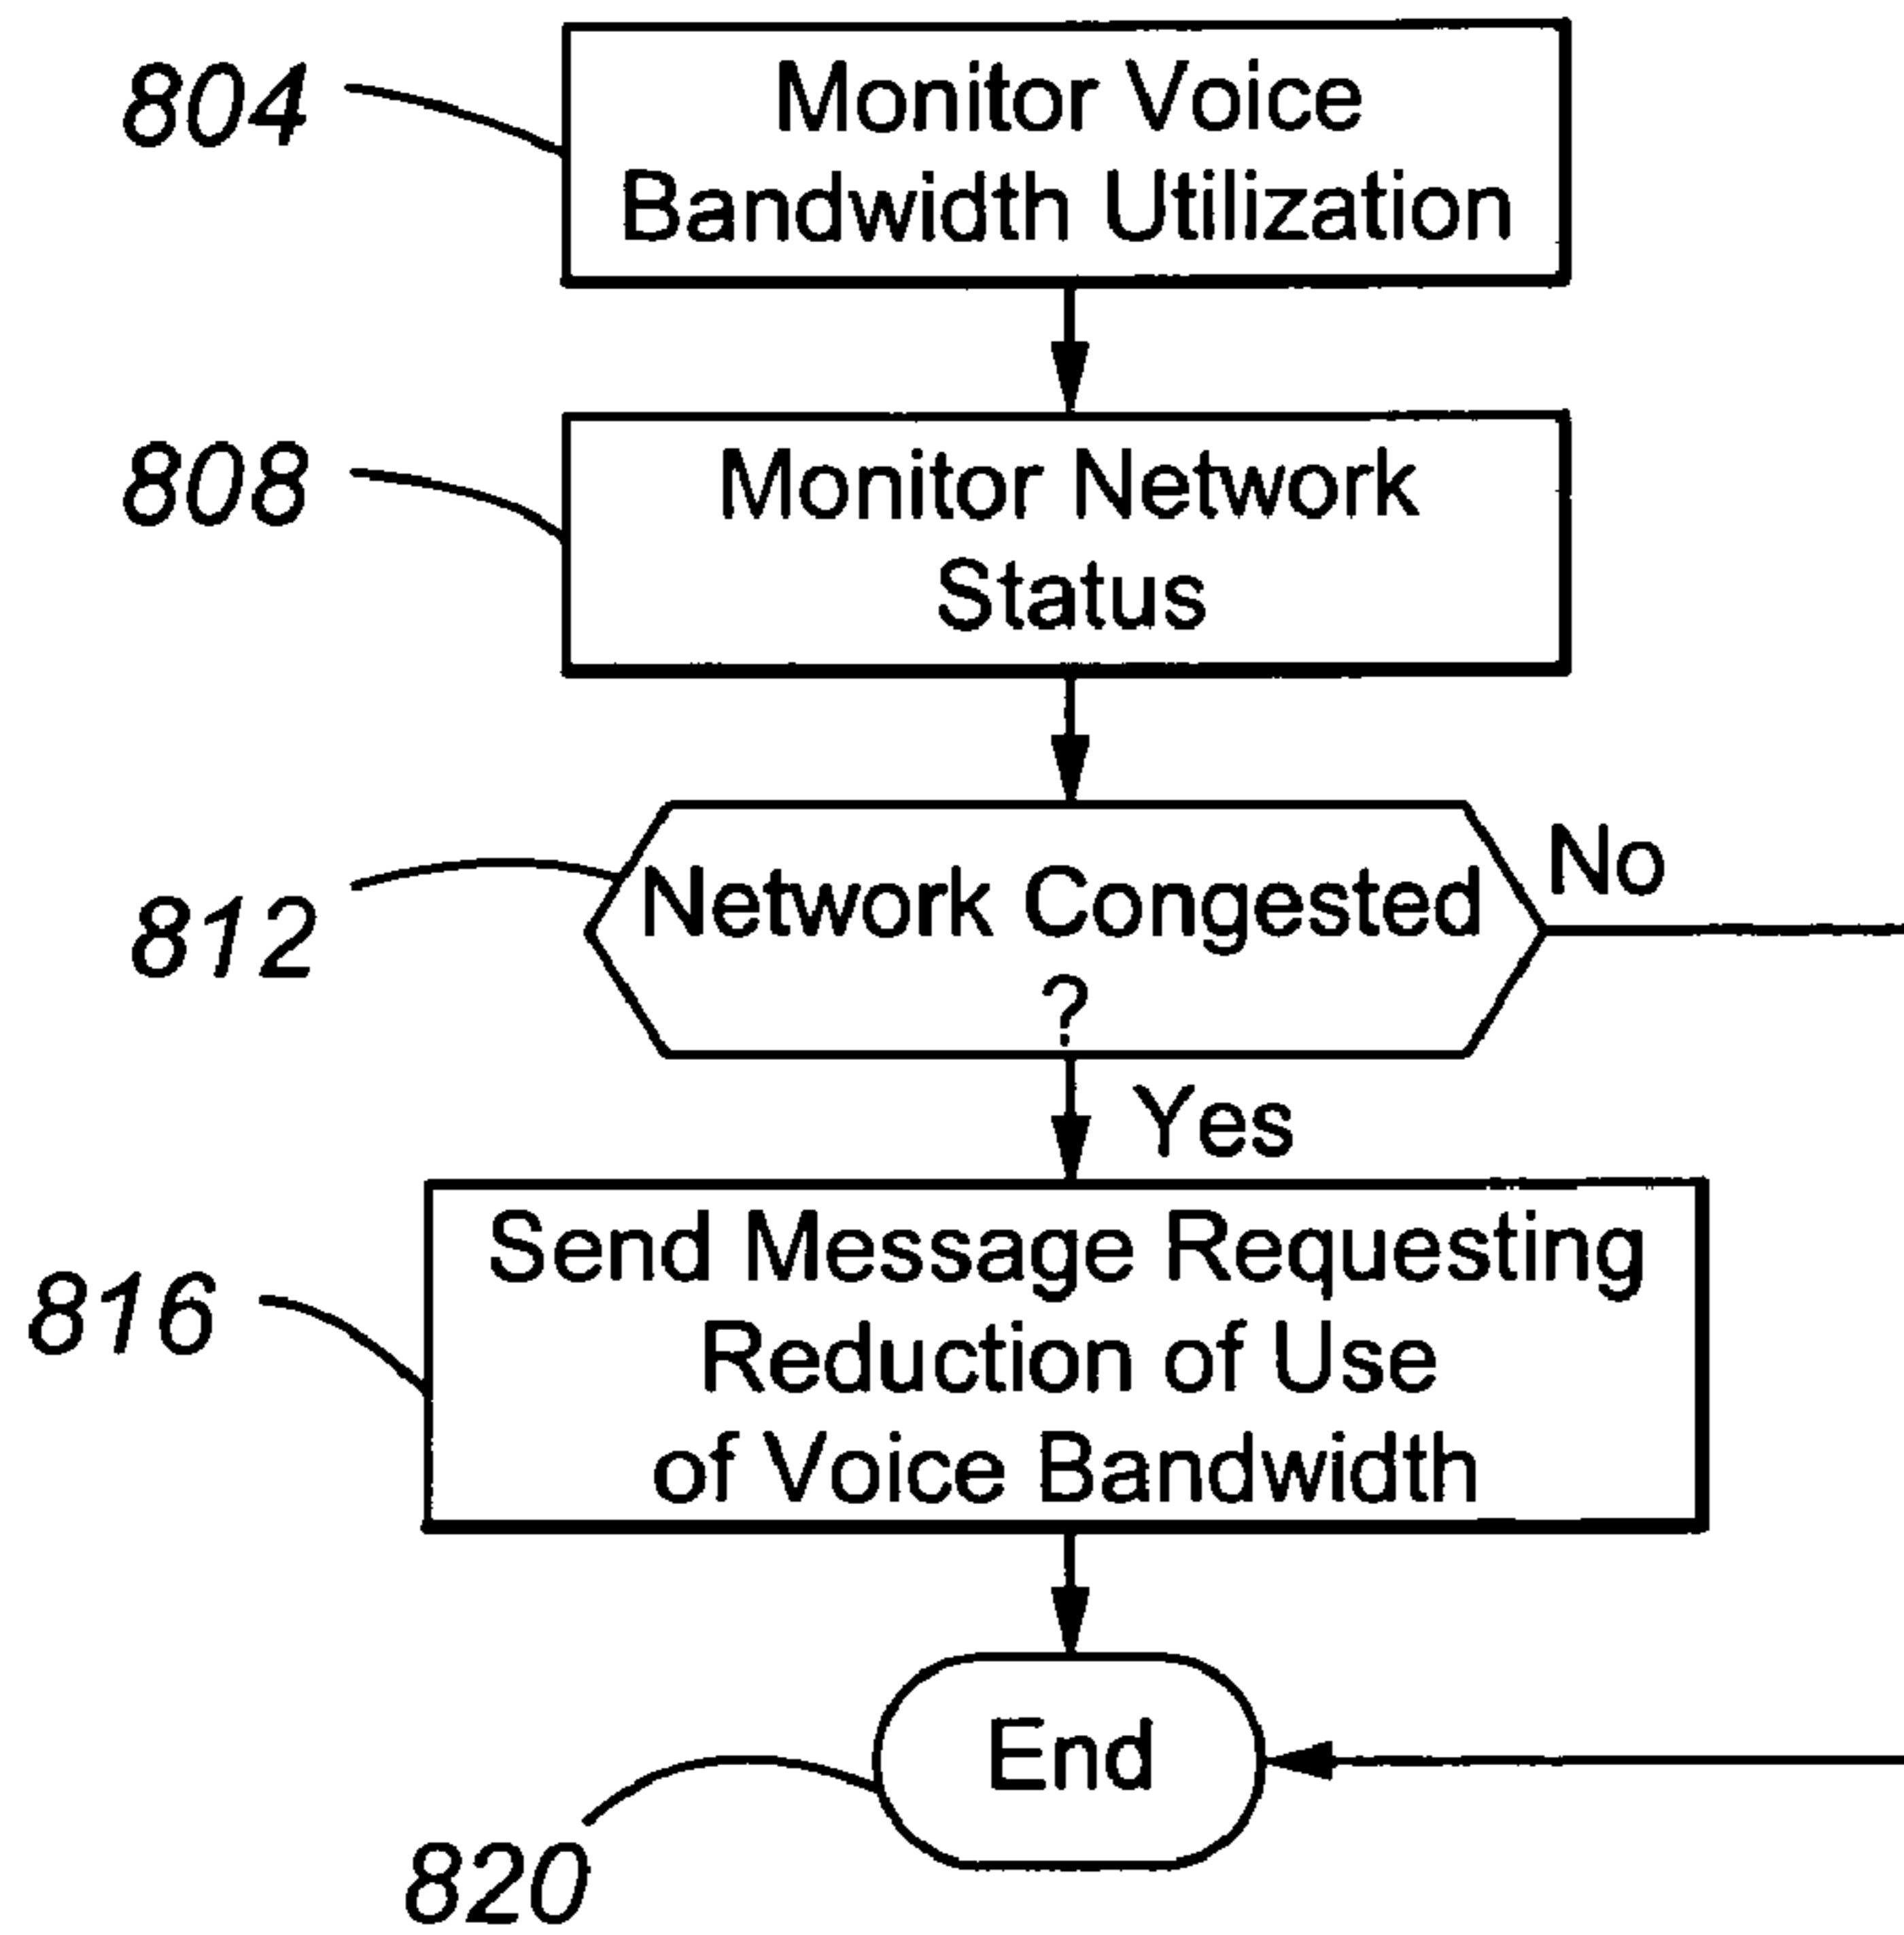 804
Monitor Voice
Bandwidth Utilization
808
Monitor Network
Status
812
Network Congested
?
No
Yes
816
Send Message Requesting
Reduction of Use
of Voice Bandwidth
End
820